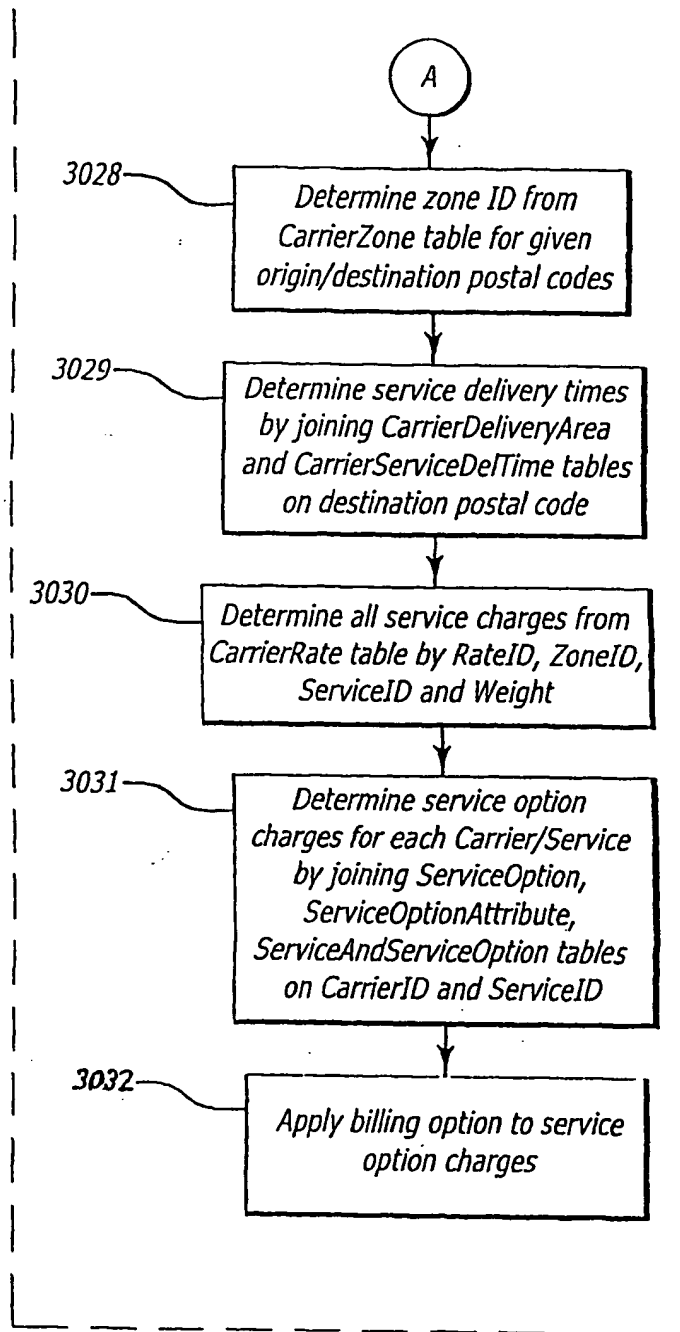 A
3028
Determine zone ID from
CarrierZone table for given
origin/destination postal codes
3029
Determine service delivery times
by joining CarrierDeliveryArea
and CarrierServiceDelTime tables
on destination postal code
3030
Determine all service charges from
CarrierRate table by RateID, ZoneID,
ServiceID and Weight
3031
Determine service option
charges for each Carrier/Service
by joining ServiceOption,
ServiceOptionAttribute,
ServiceAndServiceOption tables
on CarrierID and ServiceID
3032
Apply billing option to service
option charges